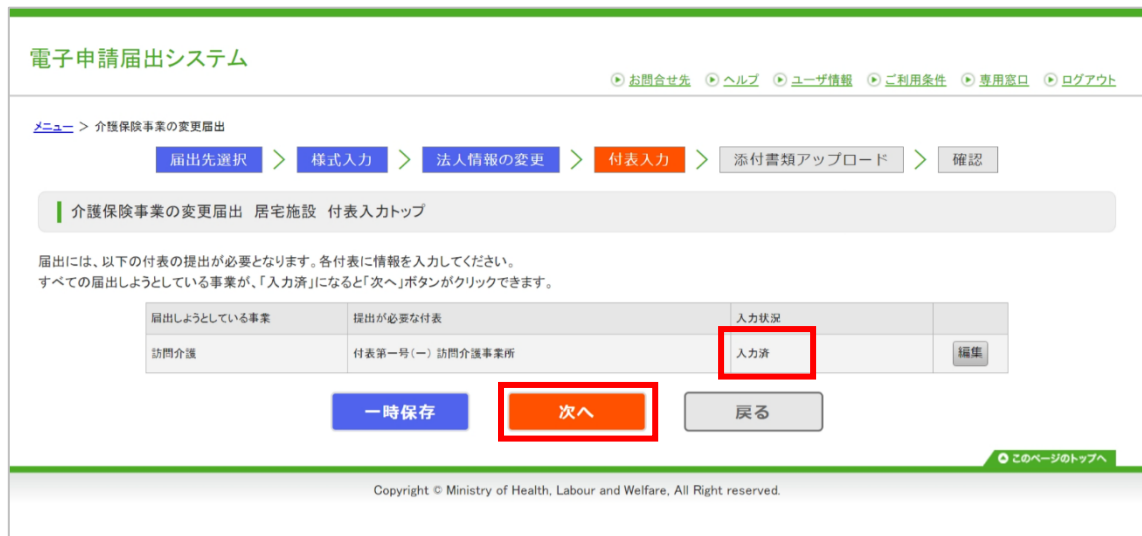 電子申請届出システム
お問合せ先 ヘルプ ユーザ情報 ご利用条件 専用窓口 ログアウト
メニュー > 介護保険事業の変更届出
届出先選択 > 様式入力 > 法人情報の変更 > 付表入力 > 添付書類アップロード > 確認
介護保険事業の変更届出 居宅施設 付表入力トップ
届出には、以下の付表の提出が必要となります。各付表に情報を入力してください。
すべての届出しようとしている事業が、「入力済」になると「次へ」ボタンがクリックできます。
届出しようとしている事業 提出が必要な付表 入力状況
訪問介護 付表第一号(一) 訪問介護事業所 入力済 編集
一時保存 次へ 戻る
このページのトップへ
Copyright © Ministry of Health, Labour and Welfare, All Right reserved.